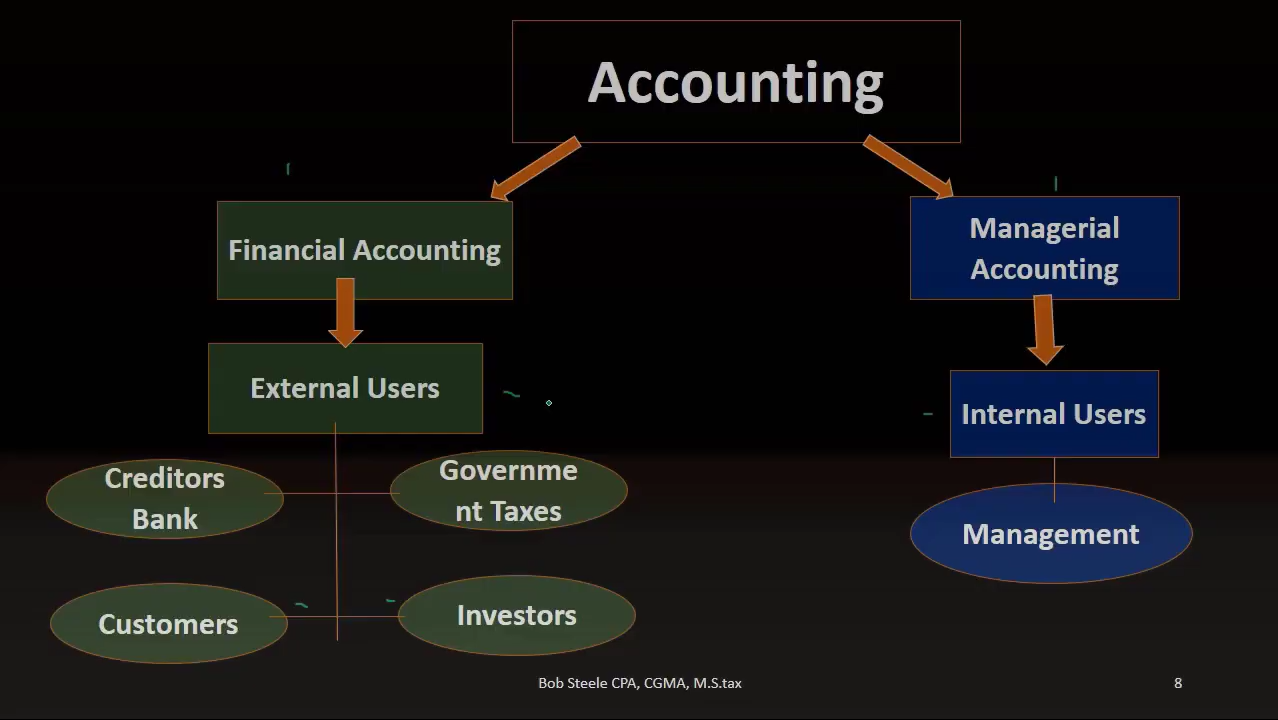 Accounting
Financial Accounting
Managerial
Accounting
External Users
Internal Users
Creditors
Bank
Governme
nt Taxes
Management
Customers
Investors
Bob Steele CPA, CGMA, M.S.tax
8